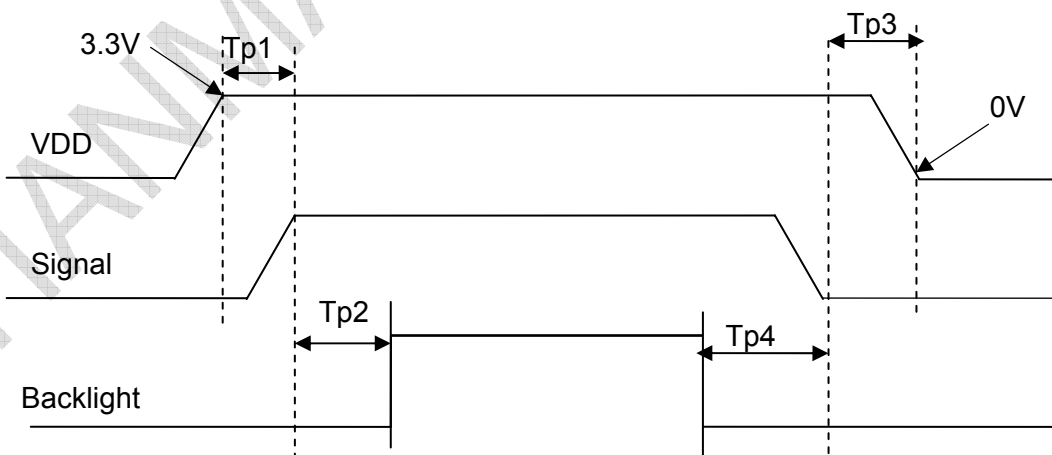 3.3V
Tp1
Tp3
0V
VDD
Signal
Tp2
Tp4
Backlight